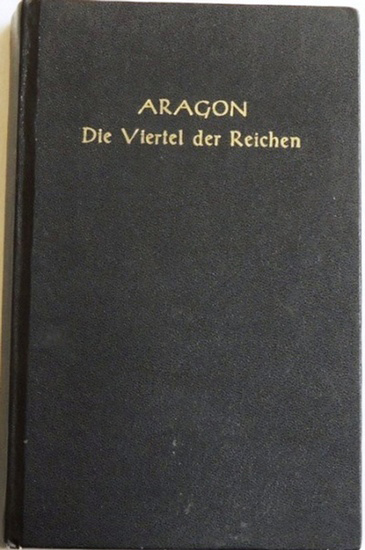 ARAGON
Die Viertel der Reichen